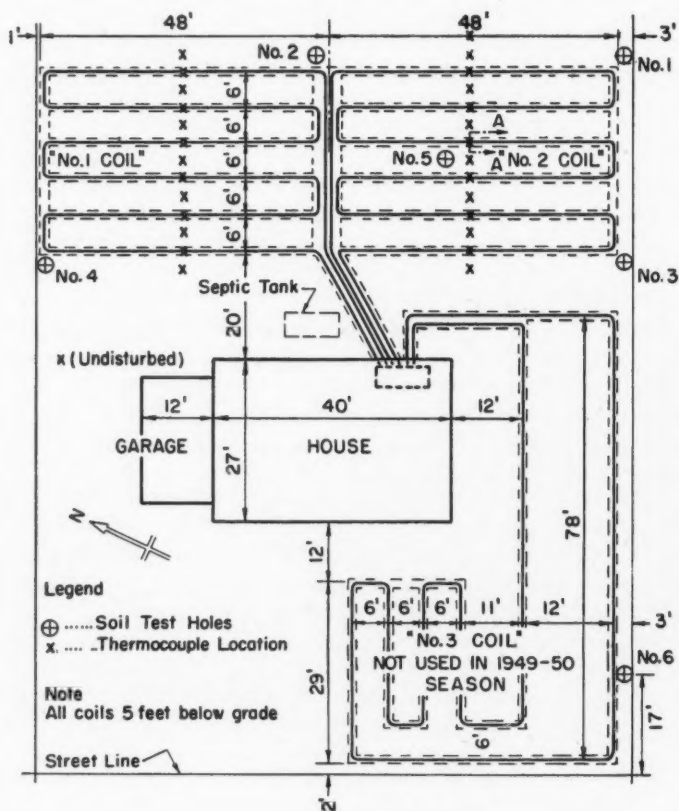 48' 48'
1' 3'
No.2 No.1
6'
6' A
"No.1 COIL" 6' No.5 A "No.2 COIL"
6'
6'
No.4 No.3
Septic Tank
20'
x (Undisturbed)
12' 40' 12'
GARAGE HOUSE
27'
78'
N
12'
Legend
6' 6' 6' 11' 12' 3'
⊕ ...... Soil Test Holes
x. ... .. Thermocouple Location
"No.3 COIL"
NOT USED IN 1949-50
SEASON
No.6
29'
Note
All coils 5 feet below grade
6'
17'
Street Line
2'